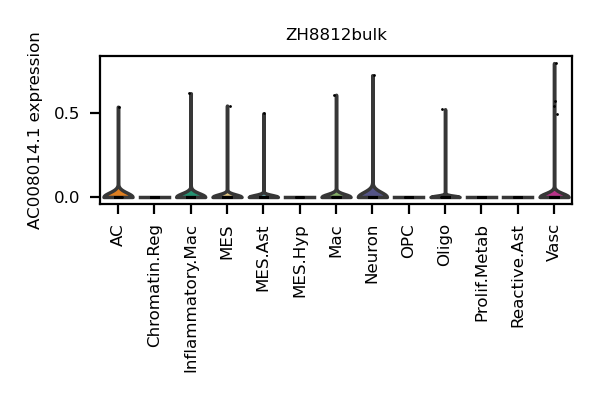 ZH8812bulk
AC008014.1 expression
0.5
0.0
AC
Chromatin.Reg
Inflammatory.Mac
MES
MES.Ast
MES.Hyp
Mac
Neuron
OPC
Oligo
Prolif.Metab
Reactive.Ast
Vasc